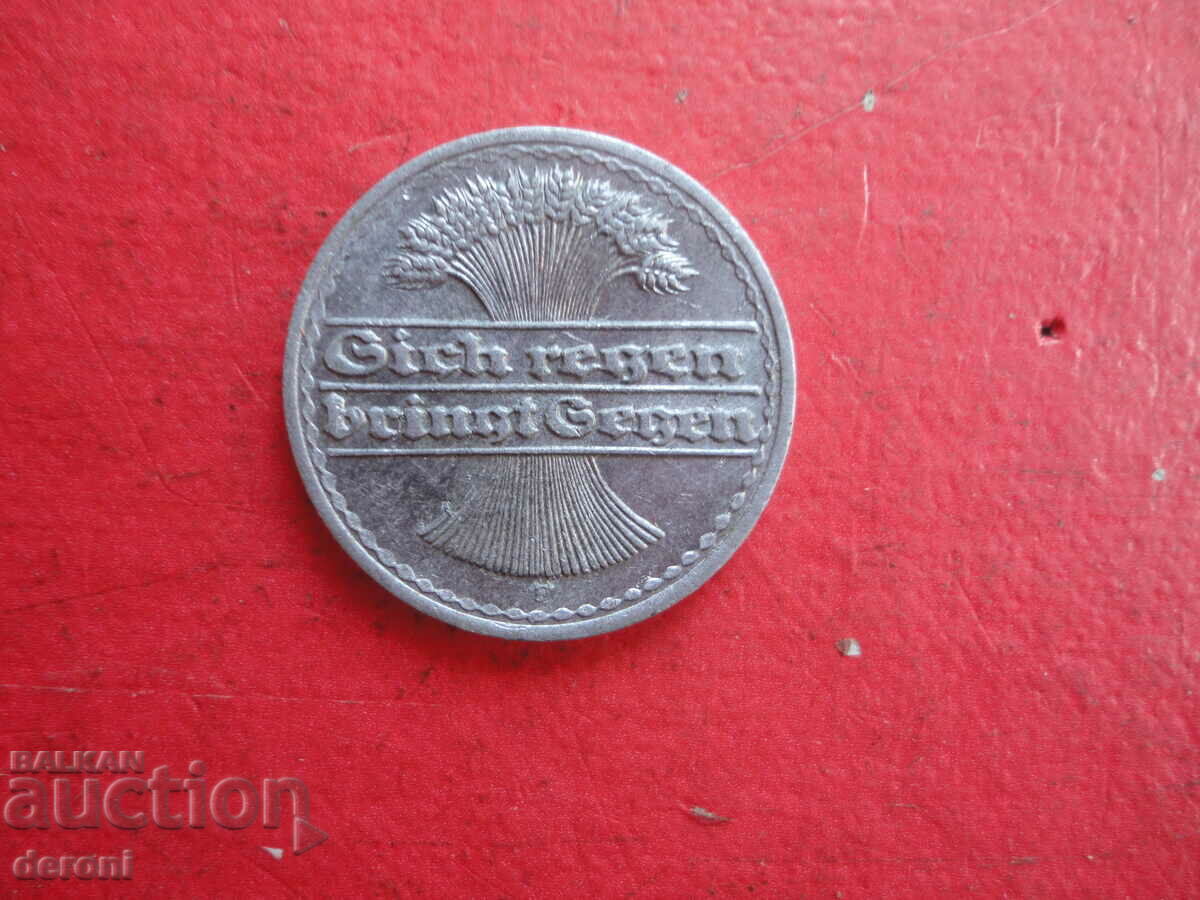 Sich regen
bringt Segen
BALKAN
auction
deroni